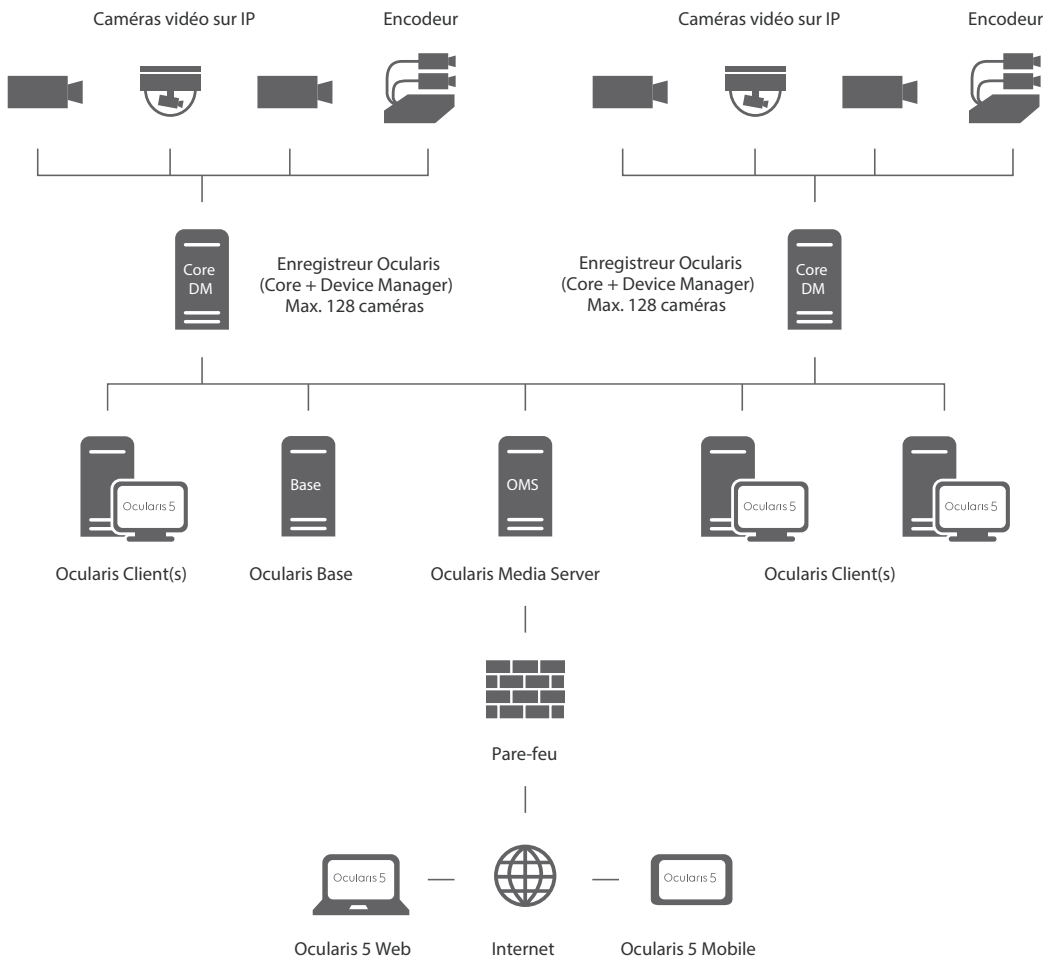 Caméras vidéo sur IP
Encodeur
Caméras vidéo sur IP
Encodeur
Core
DM
Enregistreur Ocularis
(Core + Device Manager)
Max. 128 caméras
Enregistreur Ocularis
(Core + Device Manager)
Max. 128 caméras
Core
DM
Ocularis 5
Base
OMS
Ocularis 5
Ocularis 5
Ocularis Client(s)
Ocularis Base
Ocularis Media Server
Ocularis Client(s)
Pare-feu
Ocularis 5
Ocularis 5
Ocularis 5 Web
Internet
Ocularis 5 Mobile